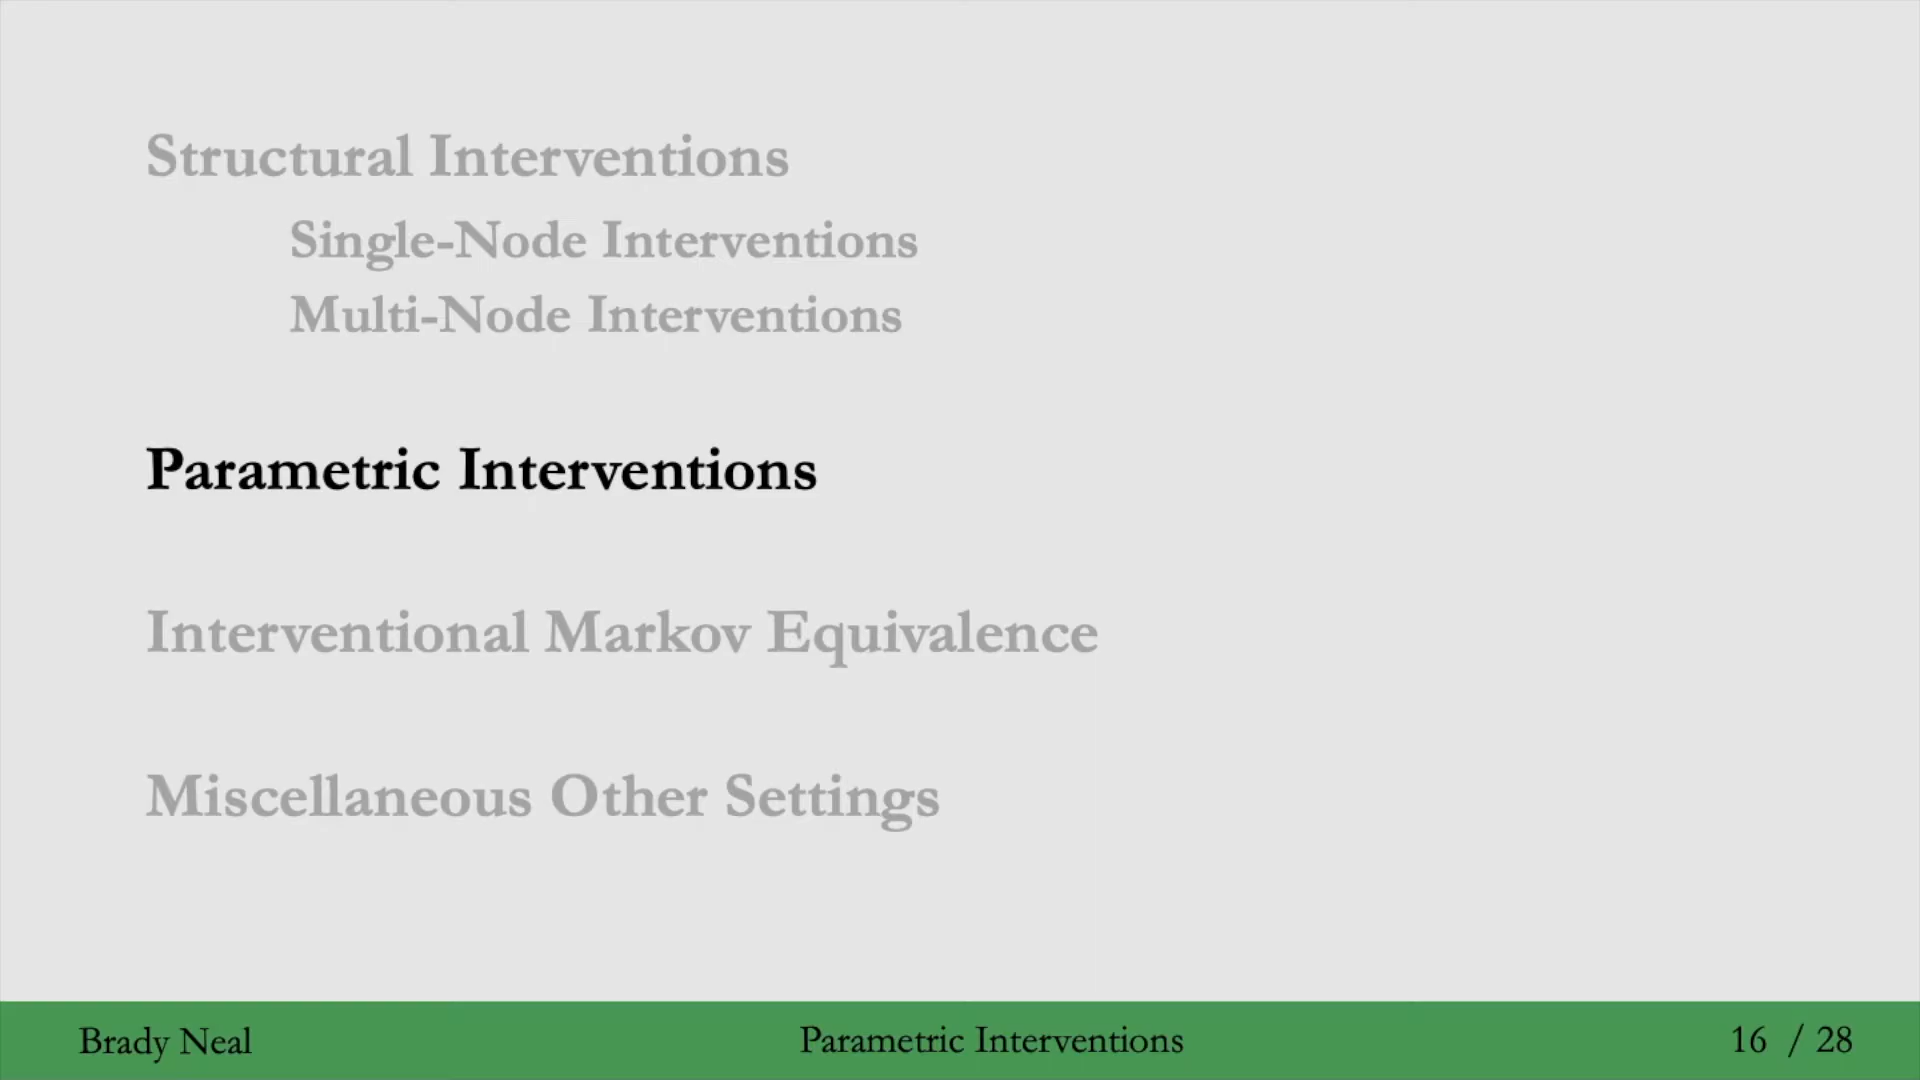 Structural Interventions
Single-Node Interventions
Multi-Node Interventions
Parametric Interventions
Interventional Markov Equivalence
Miscellaneous Other Settings
Brady Neal
Parametric Interventions
16 / 28